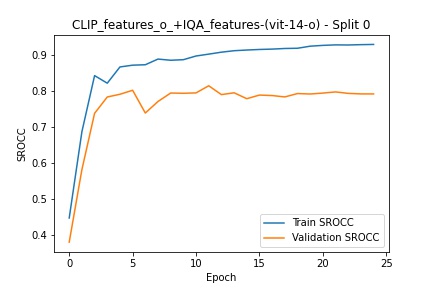 CLIP_features_o_+IQA_features-(vit-14-o) - Split 0
0.9
0.8
0.7
0.6
0.5
0.4
SROCC
Train SROCC
Validation SROCC
0 5 10 15 20 25
Epoch